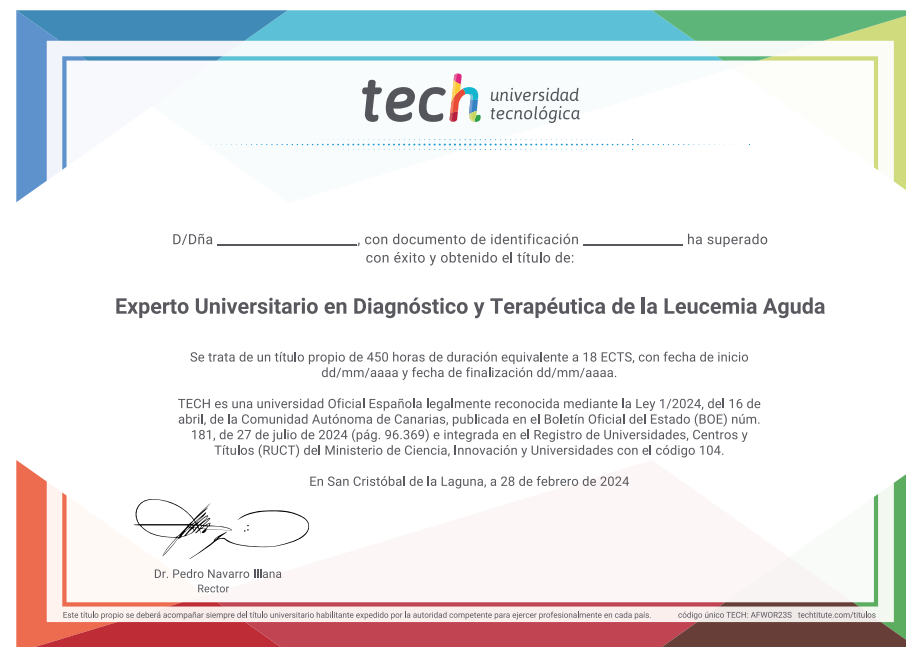 tech universidad
tecnológica
D/Dña ____________________, con documento de identificación ______________ ha superado
con éxito y obtenido el título de:
Experto Universitario en Diagnóstico y Terapéutica de la Leucemia Aguda
Se trata de un título propio de 450 horas de duración equivalente a 18 ECTS, con fecha de inicio
dd/mm/aaaa y fecha de finalización dd/mm/aaaa.
TECH es una universidad Oficial Española legalmente reconocida mediante la Ley 1/2024, del 16 de
abril, de la Comunidad Autónoma de Canarias, publicada en el Boletín Oficial del Estado (BOE) núm.
181, de 27 de julio de 2024 (pág. 96.369) e integrada en el Registro de Universidades, Centros y
Títulos (RUCT) del Ministerio de Ciencia, Innovación y Universidades con el código 104.
En San Cristóbal de la Laguna, a 28 de febrero de 2024
Dr. Pedro Navarro Illana
Rector
Este título propio se deberá acompañar siempre del título universitario habilitante expedido por la autoridad competente para ejercer profesionalmente en cada país. código único TECH: AFWOR23S techtitute.com/titulos